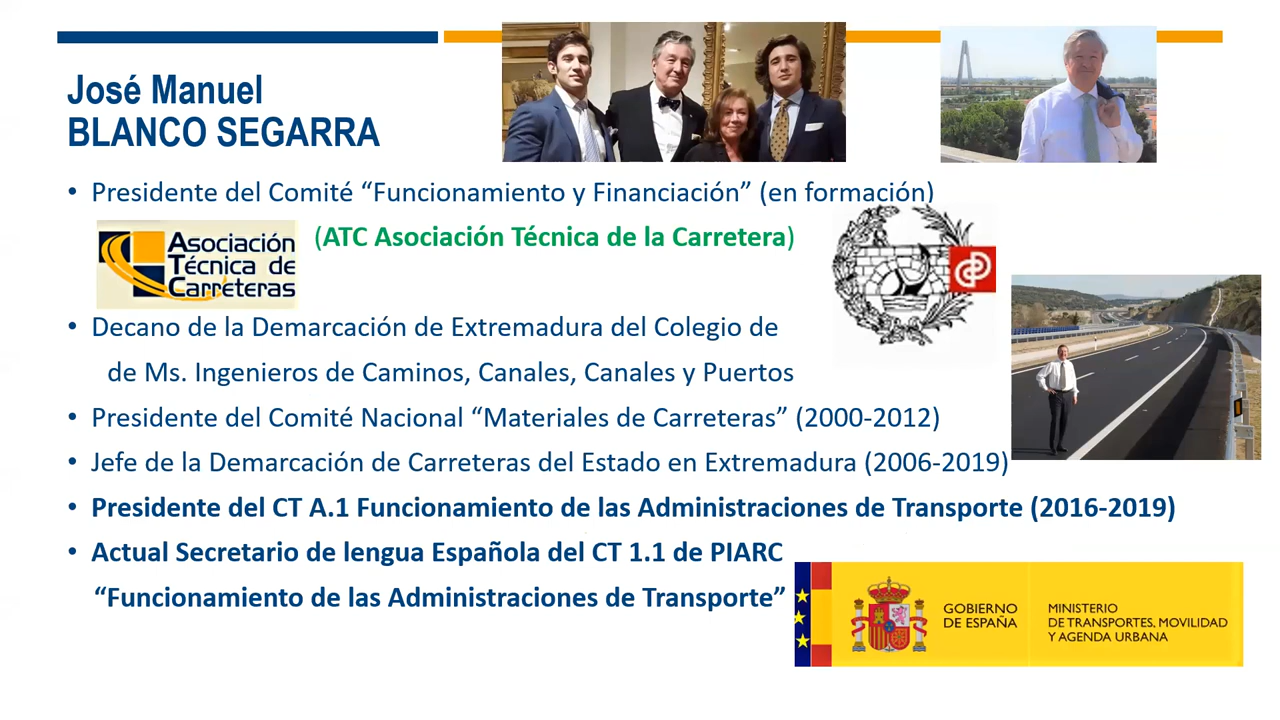 José Manuel
BLANCO SEGARRA
• Presidente del Comité “Funcionamiento y Financiación” (en formación)
(ATC Asociación Técnica de la Carretera)
Asociación
Técnica de
Carreteras
• Decano de la Demarcación de Extremadura del Colegio de
de Ms. Ingenieros de Caminos, Canales, Canales y Puertos
• Presidente del Comité Nacional “Materiales de Carreteras” (2000-2012)
• Jefe de la Demarcación de Carreteras del Estado en Extremadura (2006-2019)
• Presidente del CT A.1 Funcionamiento de las Administraciones de Transporte (2016-2019)
• Actual Secretario de lengua Española del CT 1.1 de PIARC
“Funcionamiento de las Administraciones de Transporte”
GOBIERNO
DE ESPAÑA
MINISTERIO
DE TRANSPORTES, MOVILIDAD
Y AGENDA URBANA